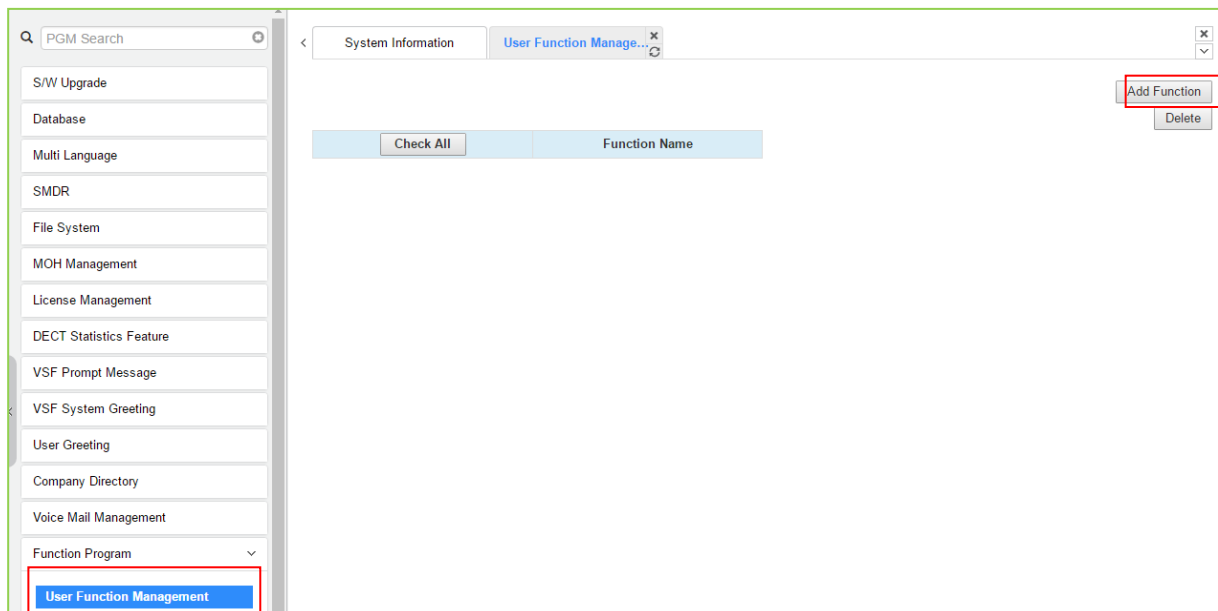 PGM Search
S/W Upgrade
Database
Multi Language
SMDR
File System
MOH Management
License Management
DECT Statistics Feature
VSF Prompt Message
VSF System Greeting
User Greeting
Company Directory
Voice Mail Management
Function Program
User Function Management
System Information
User Function Manage...
Add Function
Delete
Check All
Function Name